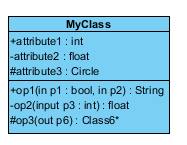 MyClass
+attribute1 : int
-attribute2 : float
#attribute3 : Circle
+op1(in p1 : bool, in p2) : String
-op2(input p3 : int) : float
#op3(out p6) : Class6*